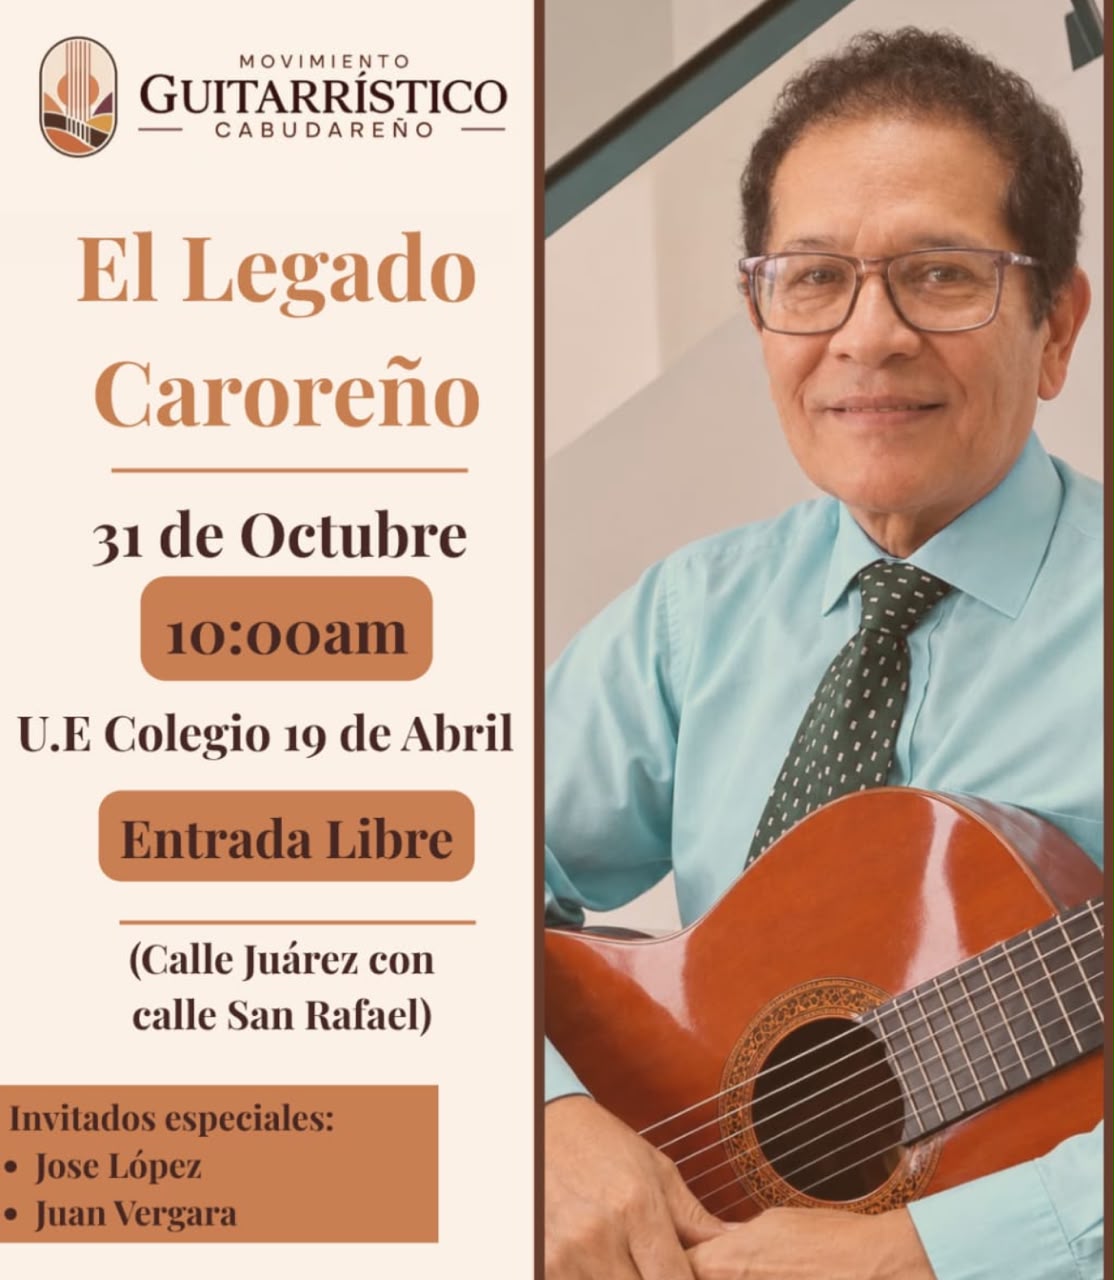 MOVIMIENTO
GUITARRÍSTICO
CABUDAREÑO
El Legado
Caroreño
31 de Octubre
10:00am
U.E Colegio 19 de Abril
Entrada Libre
(Calle Juárez con
calle San Rafael)
Invitados especiales:
• Jose López
• Juan Vergara